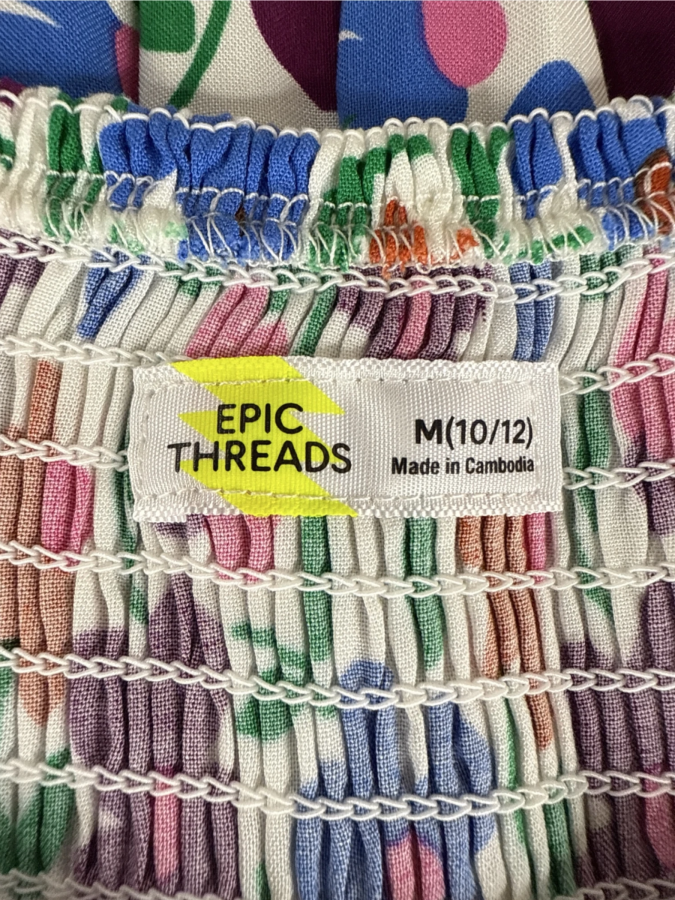 EPIC
THREADS
M(10/12)
Made in Cambodia